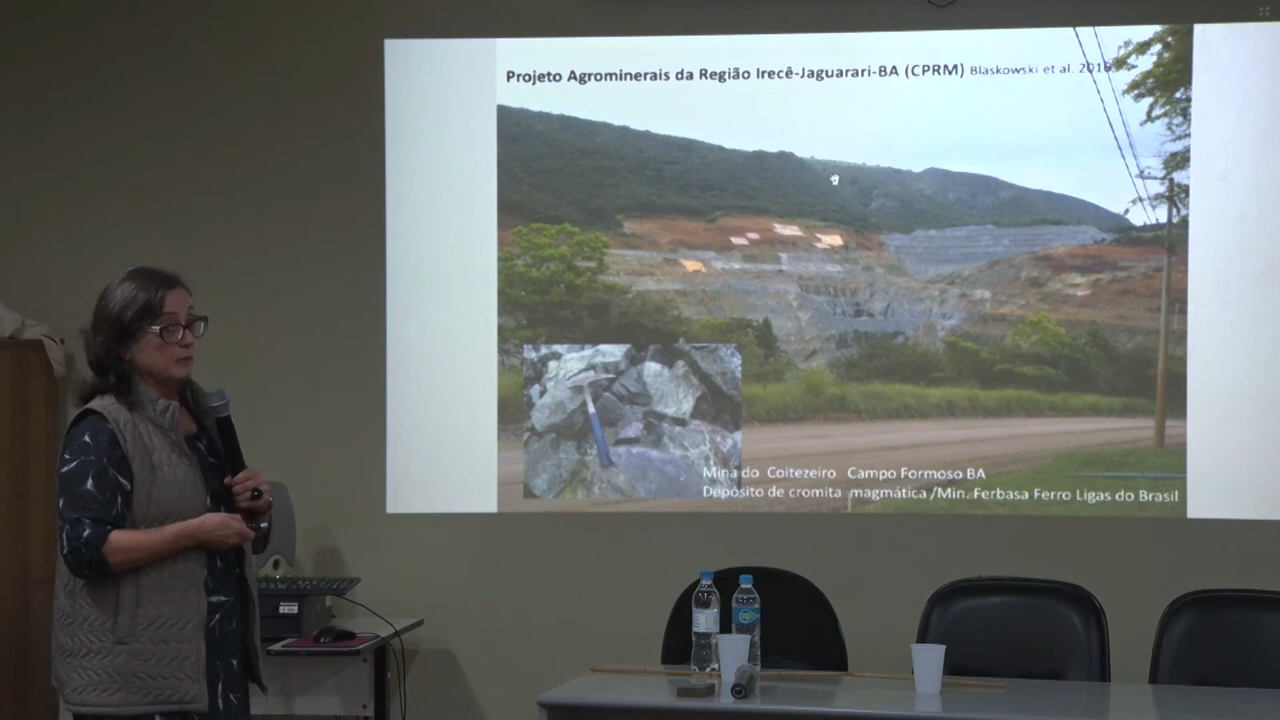 Projeto Agrominerais da Região Irecê-Jaguarari-BA (CPRM) Blaskowski et al. 2016
Mina do Coitezeiro Campo Formoso BA
Depósito de cromita magmática /Min. Ferbasa Ferro Ligas do Brasil